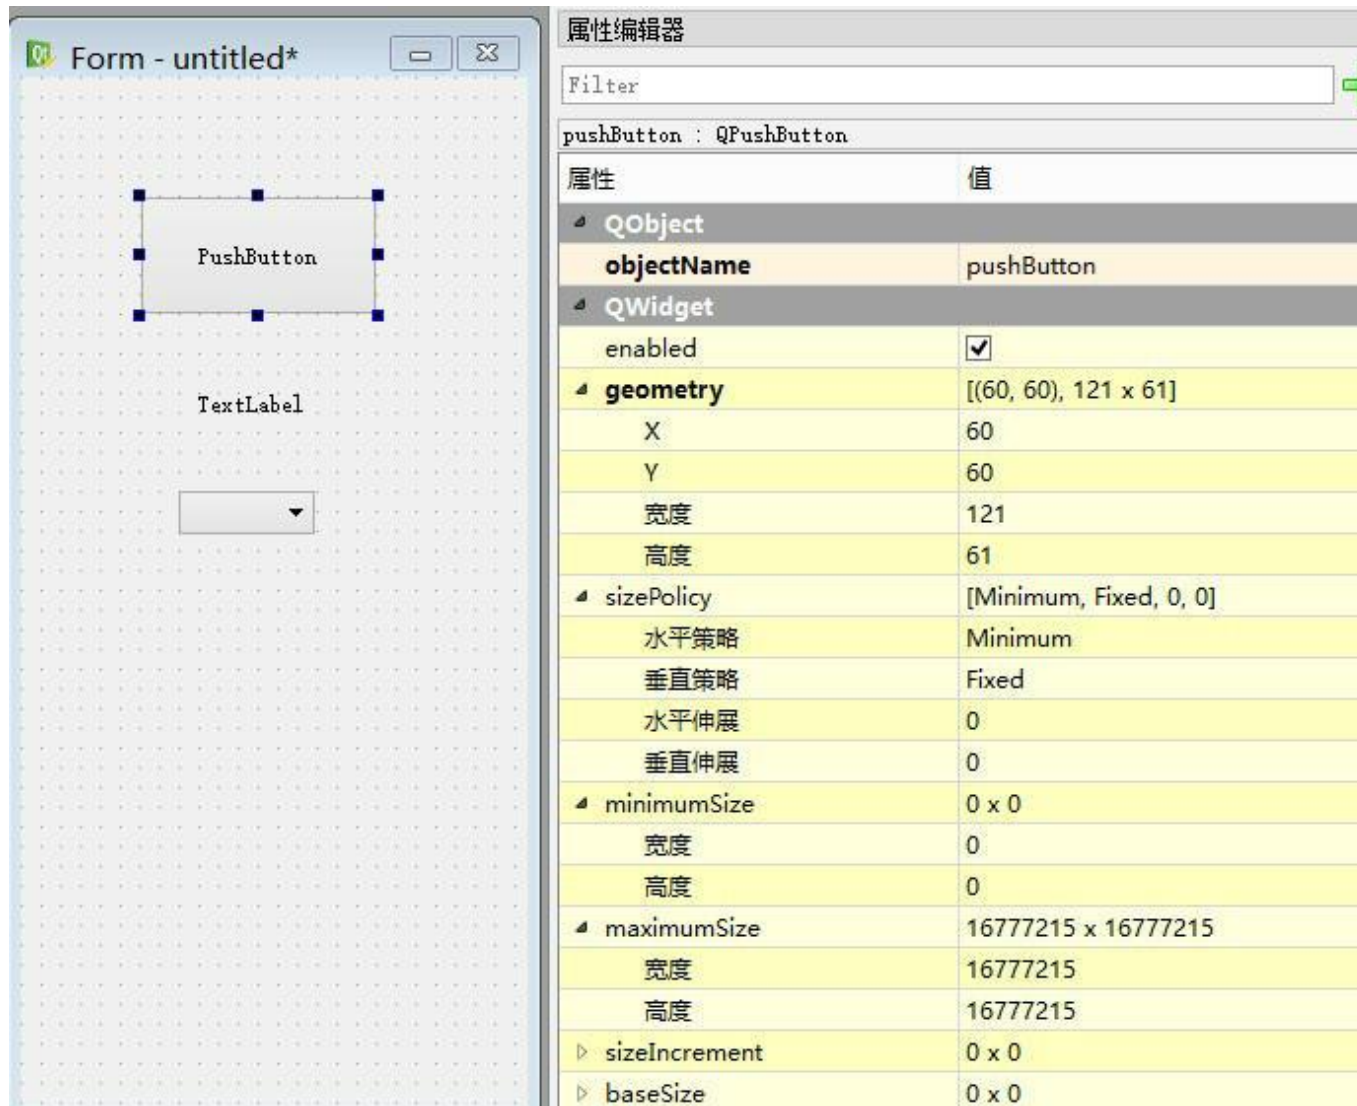 Form - untitled*
PushButton
TextLabel
属性编辑器
Filter
pushButton : QPushButton
属性 值
QObject
objectName pushButton
QWidget
enabled
geometry [(60, 60), 121 x 61]
X 60
Y 60
宽度 121
高度 61
sizePolicy [Minimum, Fixed, 0, 0]
水平策略 Minimum
垂直策略 Fixed
水平伸展 0
垂直伸展 0
minimumSize 0 x 0
宽度 0
高度 0
maximumSize 16777215 x 16777215
宽度 16777215
高度 16777215
sizeIncrement 0 x 0
baseSize 0 x 0